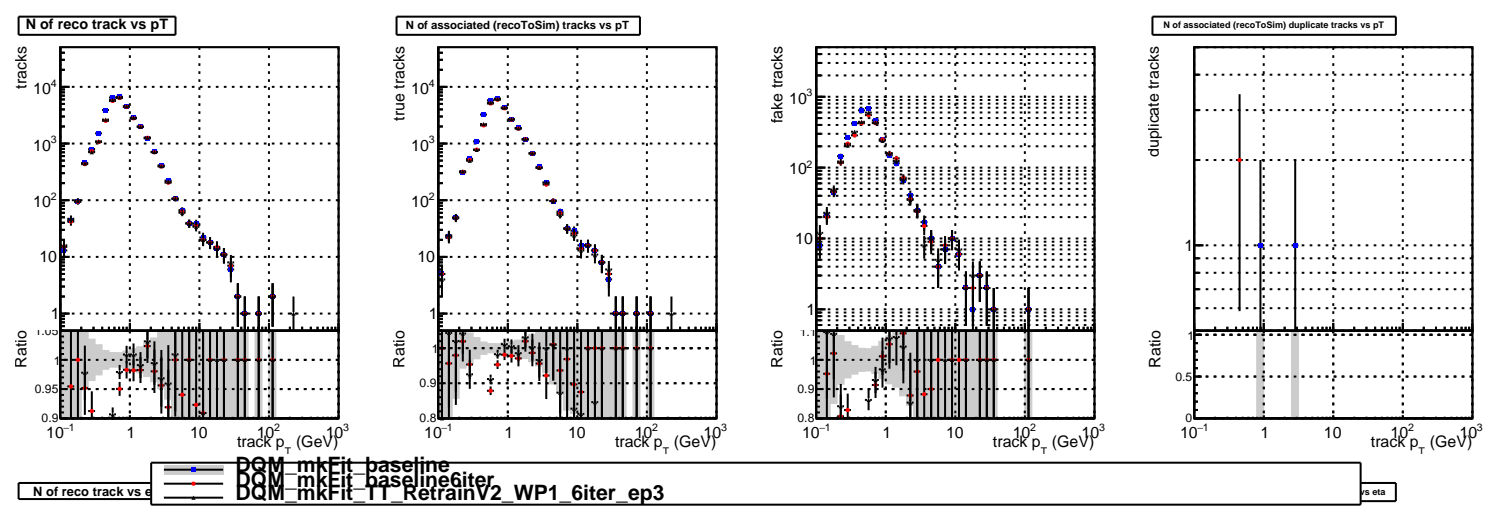 N of reco track vs pT
N of associated (recoToSim) tracks vs pT
N of associated (recoToSim) duplicate tracks vs pT
tracks
10⁴
10³
10²
10
1
Ratio
1.05
1
0.95
0.9
10⁻¹ 1 10 10² 10³
track p_T (GeV)
true tracks
10⁴
10³
10²
10
1
Ratio
1
0.9
0.8
10⁻¹ 1 10 10² 10³
track p_T (GeV)
fake tracks
10³
10²
10
1
Ratio
1.1
1
0.9
0.8
10⁻¹ 1 10 10² 10³
track p_T (GeV)
duplicate tracks
1
Ratio
1
0.5
0
10⁻¹ 1 10 10² 10³
track p_T (GeV)
DQM_mkFit_baseline
DQM_mkFit_baseline6iter
DQM_mkFit_TT_RetrainV2_WP1_6iter_ep3
N of reco track vs e
vs eta